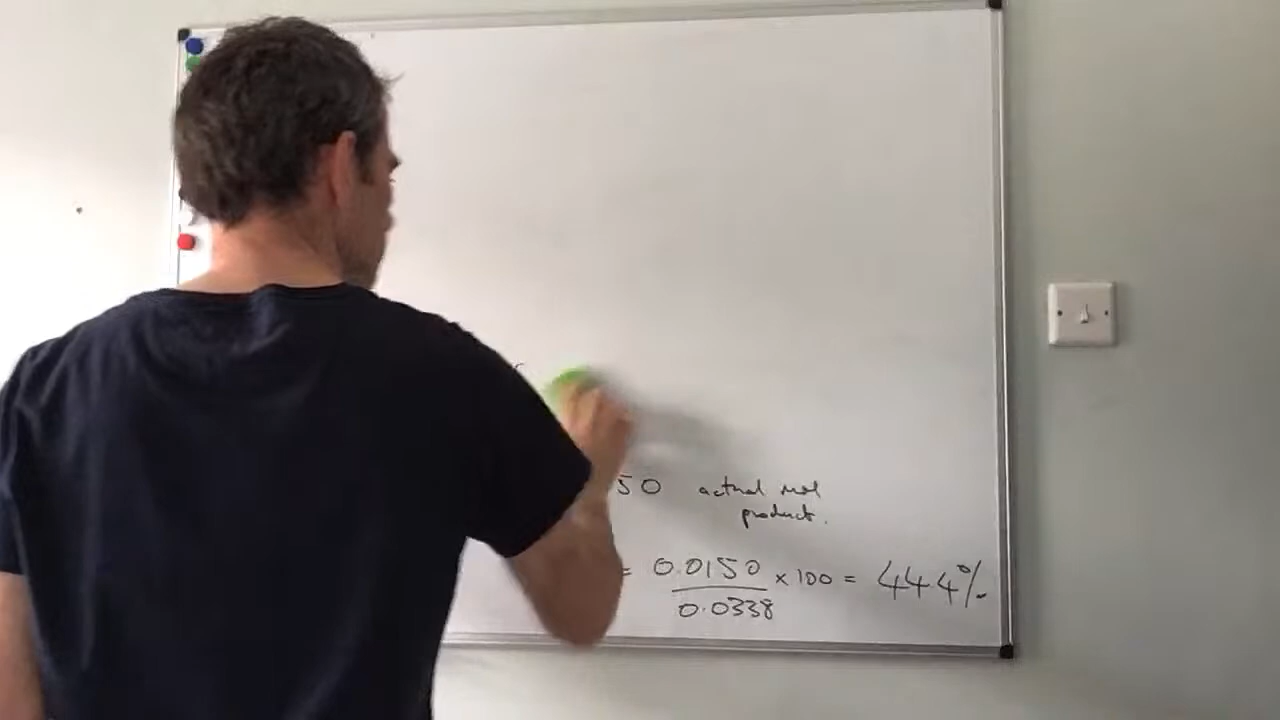 50 actual mol
product.
= 0.0150 / 0.0338 x 100 = 44.4%